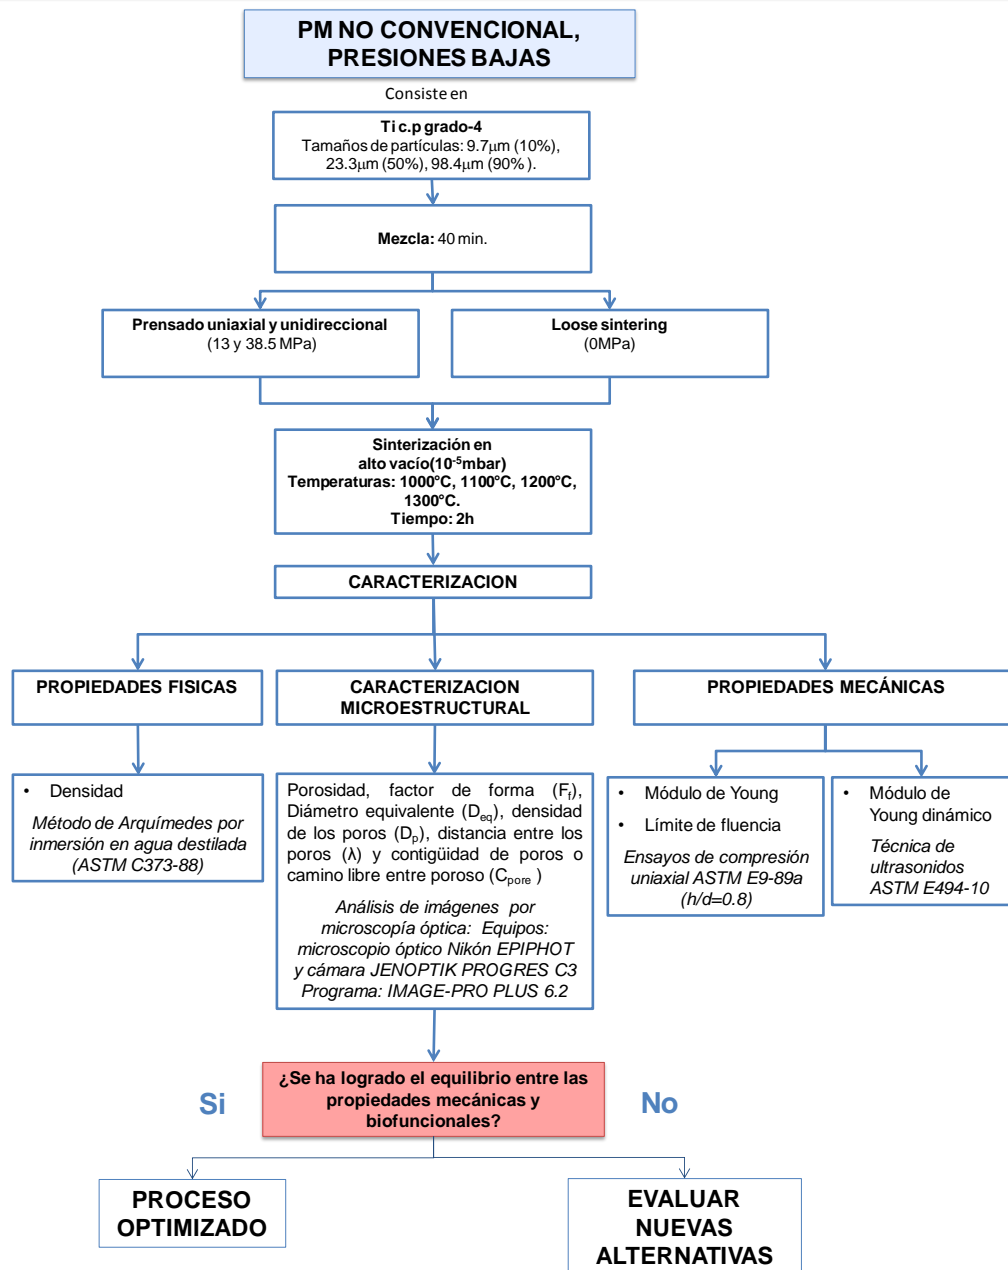 PM NO CONVENCIONAL,
PRESIONES BAJAS
Consiste en
Ti c.p grado-4
Tamaños de partículas: 9.7μm (10%),
23.3μm (50%), 98.4μm (90% ).
Mezcla: 40 min.
Prensado uniaxial y unidireccional
(13 y 38.5 MPa)
Loose sintering
(0MPa)
Sinterización en
alto vacío(10⁻⁵mbar)
Temperaturas: 1000°C, 1100°C, 1200°C,
1300°C.
Tiempo: 2h
CARACTERIZACION
PROPIEDADES FISICAS
CARACTERIZACION
MICROESTRUCTURAL
PROPIEDADES MECÁNICAS
• Densidad
Método de Arquímedes por
inmersión en agua destilada
(ASTM C373-88)
Porosidad, factor de forma (Ff),
Diámetro equivalente (Deq), densidad
de los poros (Dp), distancia entre los
poros (λ) y contigüidad de poros o
camino libre entre poroso (Cpore )
Análisis de imágenes por
microscopía óptica: Equipos:
microscopio óptico Nikón EPIPHOT
y cámara JENOPTIK PROGRES C3
Programa: IMAGE-PRO PLUS 6.2
• Módulo de Young
• Límite de fluencia
Ensayos de compresión
uniaxial ASTM E9-89a
(h/d=0.8)
• Módulo de
Young dinámico
Técnica de
ultrasonidos
ASTM E494-10
¿Se ha logrado el equilibrio entre las
propiedades mecánicas y
biofuncionales?
Si
No
PROCESO
OPTIMIZADO
EVALUAR
NUEVAS
ALTERNATIVAS